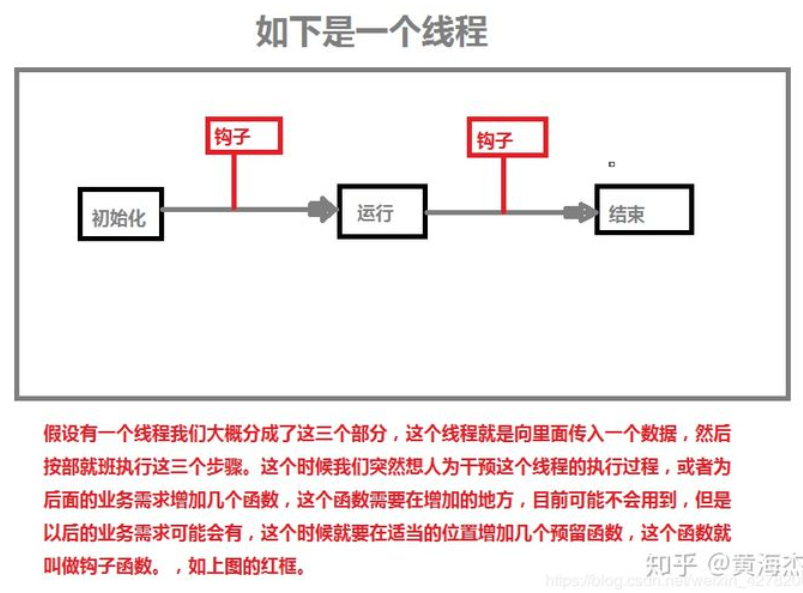 如下是一个线程
钩子
钩子
初始化
运行
结束
假设有一个线程我们大概分成了这三个部分，这个线程就是向里面传入一个数据，然后
按部就班执行这三个步骤。这个时候我们突然想人为干预这个线程的执行过程，或者为
后面的业务需求增加几个函数，这个函数需要在增加的地方，目前可能不会用到，但是
以后的业务需求可能会有，这个时候就要在适当的位置增加几个预留函数，这个函数就
叫做钩子函数。，如上图的红框。
知乎 @黄海杰
https://blog.csdn.net/weixin_427820